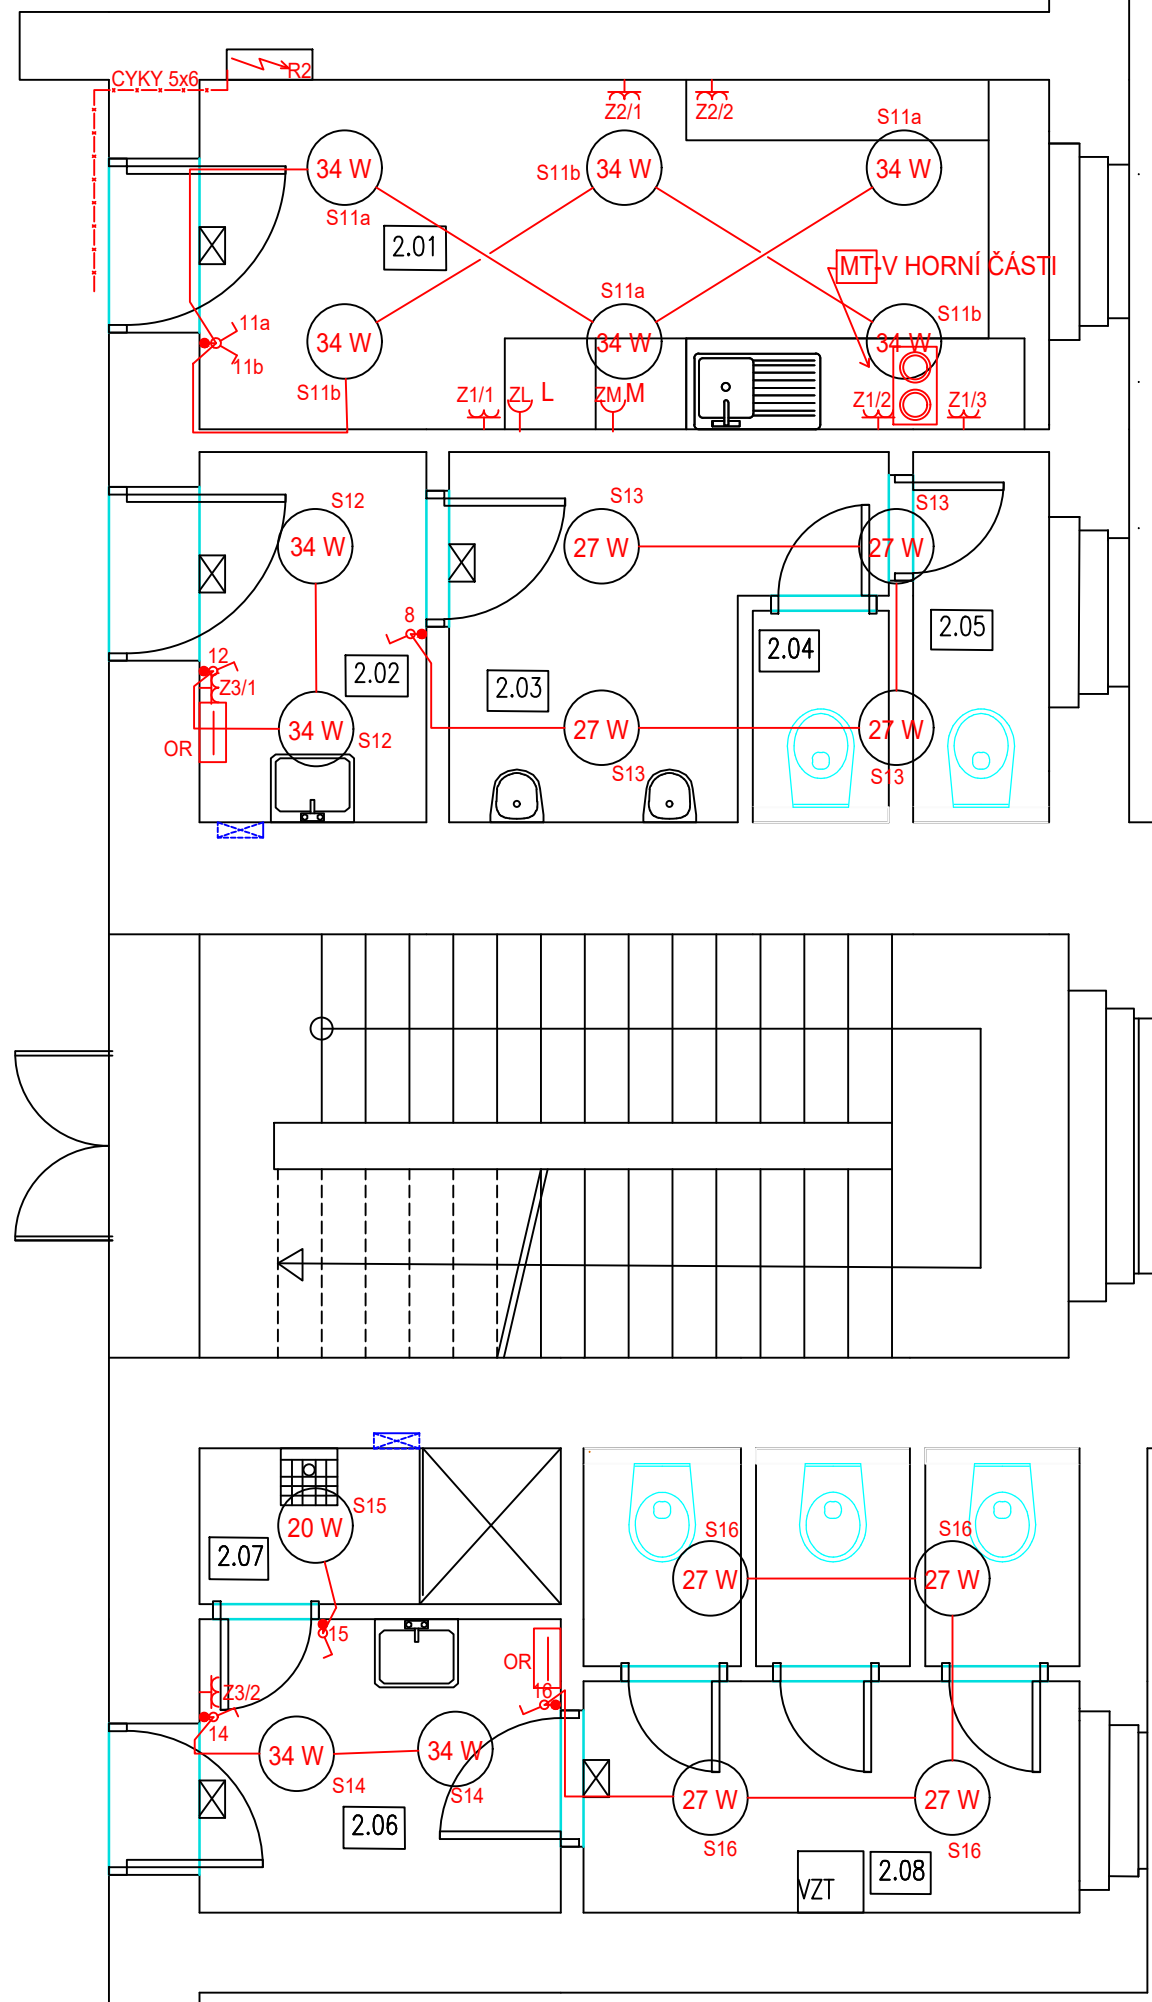 CYKY 5x6
R2
Z2/1
Z2/2
S11a
34 W
S11b
34 W
34 W
S11a
2.01
MT-V HORNÍ ČÁSTI
S11a
S11b
11a
11b
34 W
34 W
34 W
S11b
Z1/1
ZL
L
ZM
M
Z1/2
Z1/3
S12
S13
S13
34 W
27 W
27 W
8
2.05
2.04
12
2.02
2.03
Z3/1
34 W
S12
27 W
27 W
OR
S13
S13
S15
20 W
S16
S16
2.07
27 W
27 W
15
OR
Z3/2
16
14
34 W
34 W
S14
S14
27 W
27 W
2.06
S16
S16
2.08
VZT